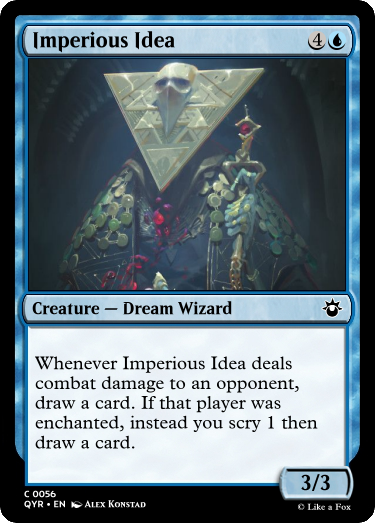 Imperious Idea 4
Creature — Dream Wizard
Whenever Imperious Idea deals
combat damage to an opponent,
draw a card. If that player was
enchanted, instead you scry 1 then
draw a card.
3/3
C 0056
QYR • EN Alex Konstad
© Like a Fox